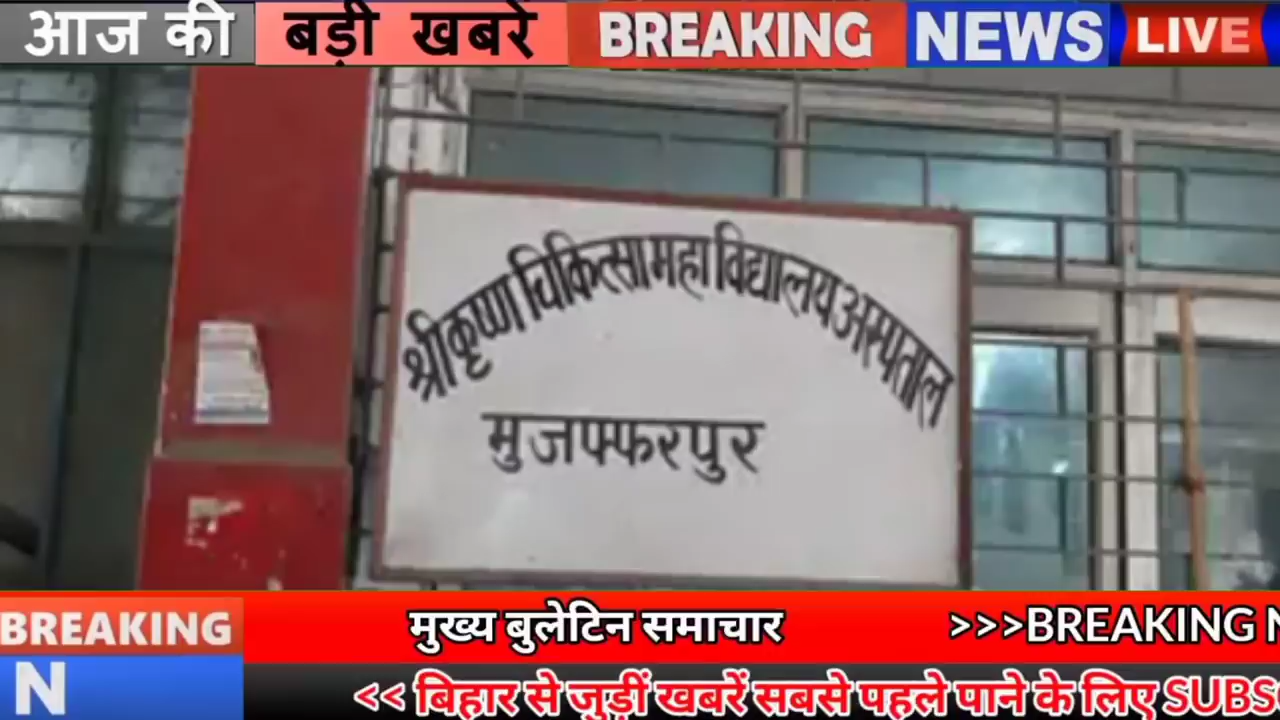 आज की बड़ी खबरें BREAKING NEWS LIVE
श्रीकृष्ण चिकित्सा महा विद्यालय अस्पताल
मुजफ्फरपुर
BREAKING मुख्य बुलेटिन समाचार >>>BREAKING N
N << बिहार से जुड़ीं खबरें सबसे पहले पाने के लिए SUBS